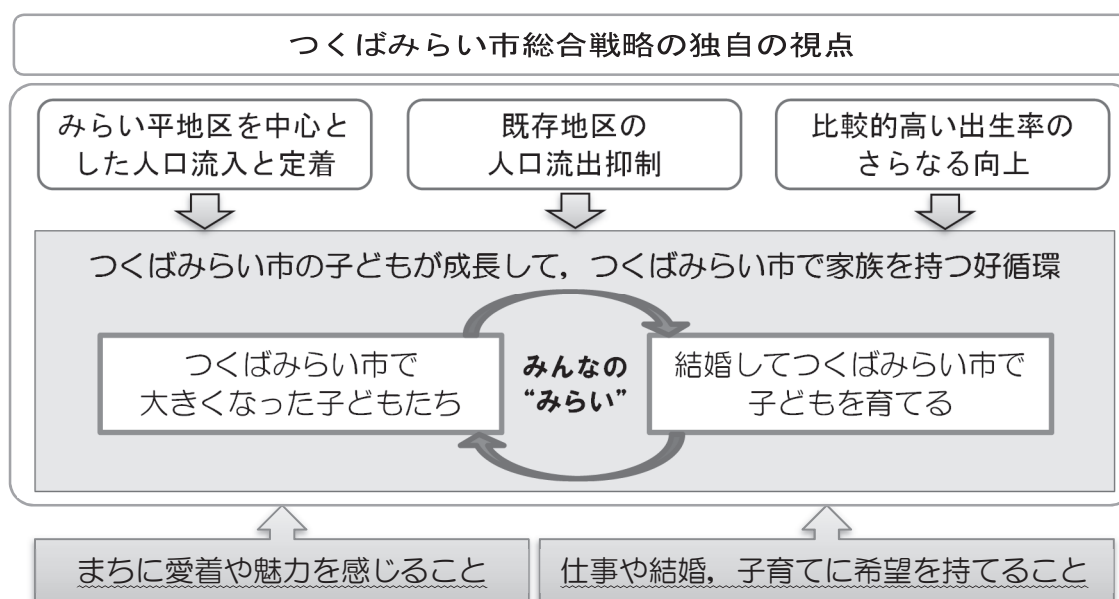 つくばみらい市総合戦略の独自の視点
みらい平地区を中心と
した人口流入と定着
既存地区の
人口流出抑制
比較的高い出生率の
さらなる向上
つくばみらい市の子どもが成長して，つくばみらい市で家族を持つ好循環
つくばみらい市で
大きくなった子どもたち
みんなの
“みらい”
結婚してつくばみらい市で
子どもを育てる
まちに愛着や魅力を感じること
仕事や結婚，子育てに希望を持てること